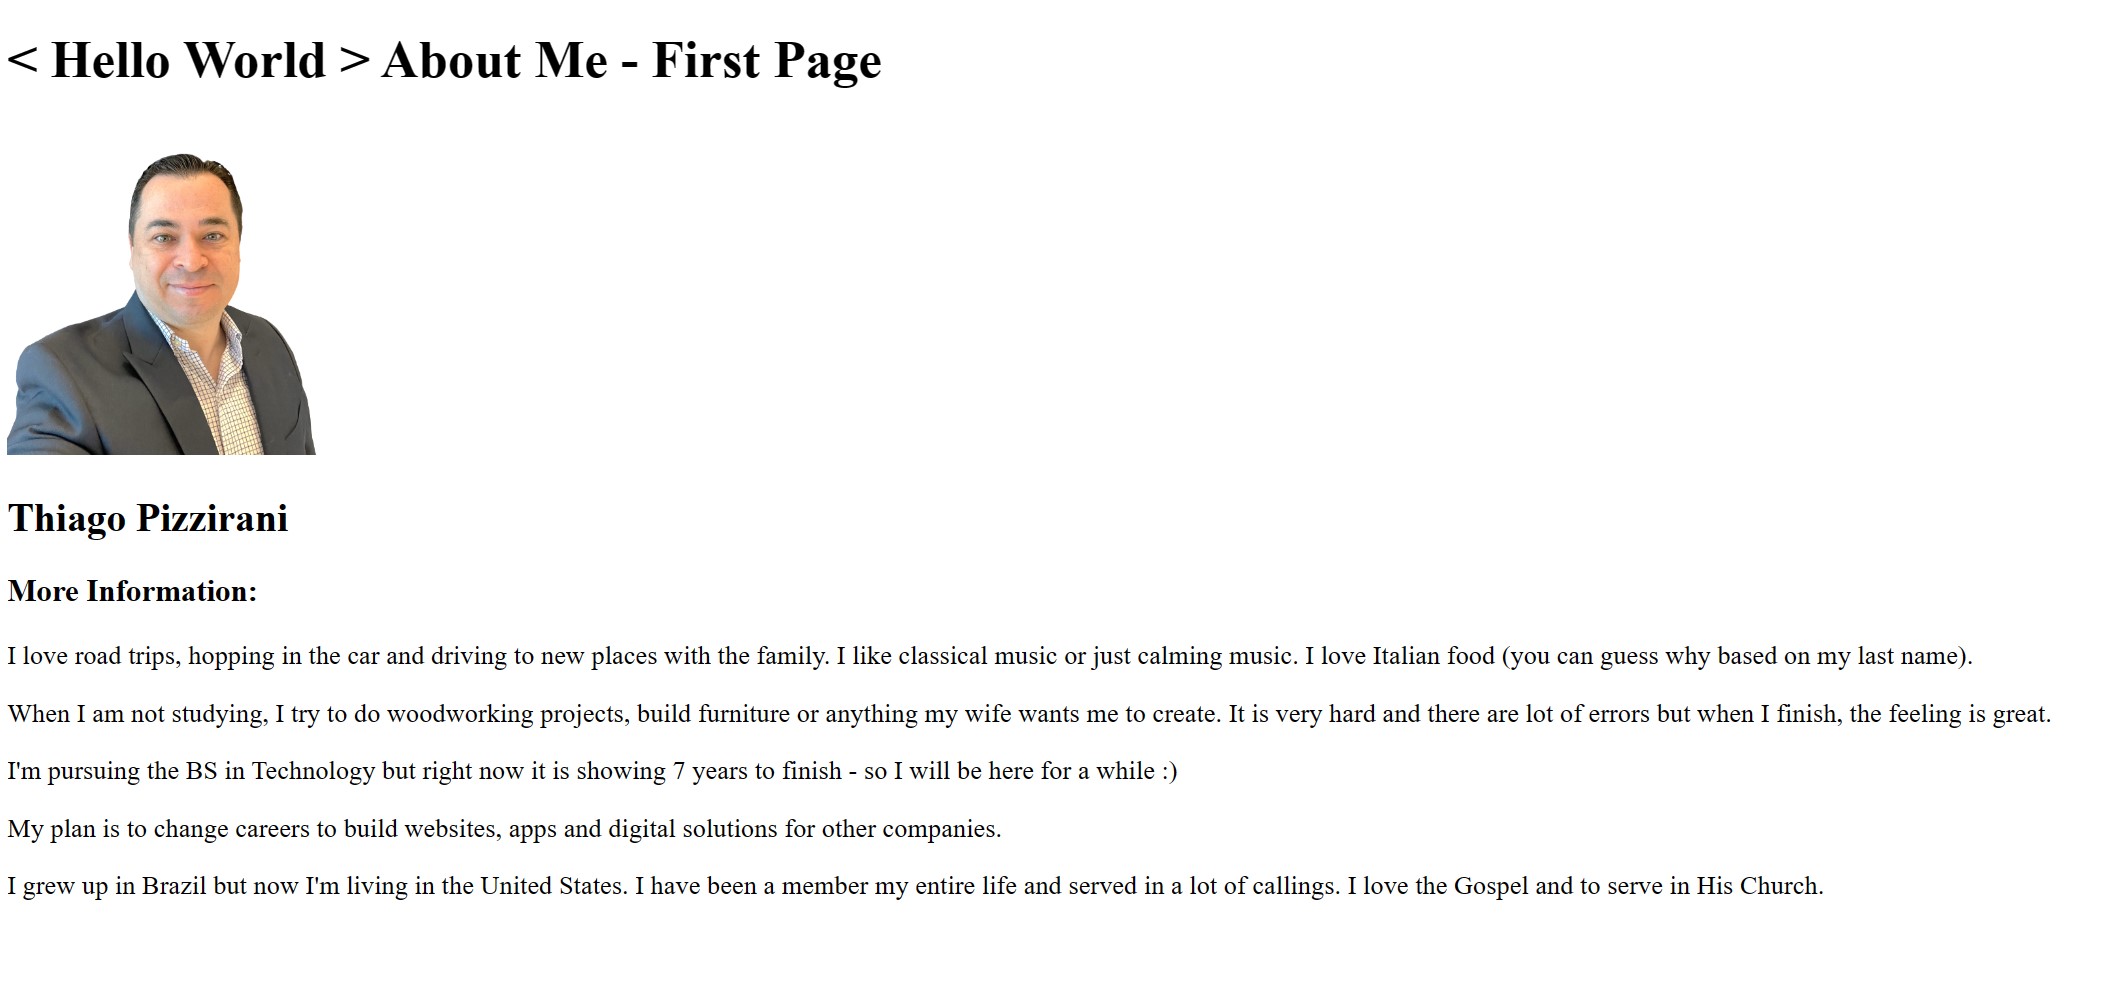 < Hello World > About Me - First Page
Thiago Pizzirani
More Information:
I love road trips, hopping in the car and driving to new places with the family. I like classical music or just calming music. I love Italian food (you can guess why based on my last name).
When I am not studying, I try to do woodworking projects, build furniture or anything my wife wants me to create. It is very hard and there are lot of errors but when I finish, the feeling is great.
I'm pursuing the BS in Technology but right now it is showing 7 years to finish - so I will be here for a while :)
My plan is to change careers to build websites, apps and digital solutions for other companies.
I grew up in Brazil but now I'm living in the United States. I have been a member my entire life and served in a lot of callings. I love the Gospel and to serve in His Church.